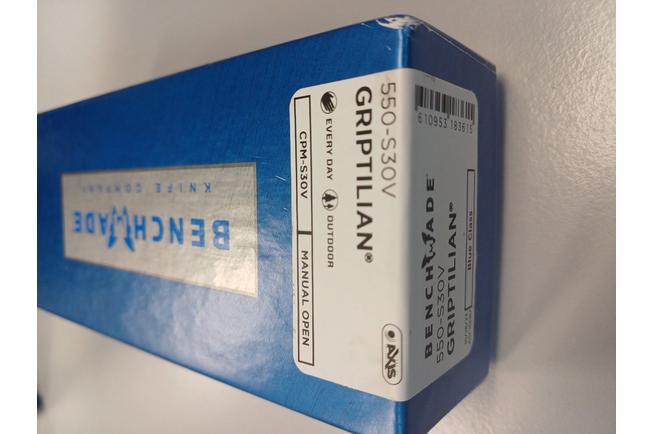 BENCHMADE
KNIFE COMPANY
550-S30V
GRIPTILIAN®
EVERY DAY
OUTDOOR
CPM-S30V
MANUAL OPEN
AXIS
610953 183615
BENCHMADE®
550-S30V
GRIPTILIAN®
Blue Class